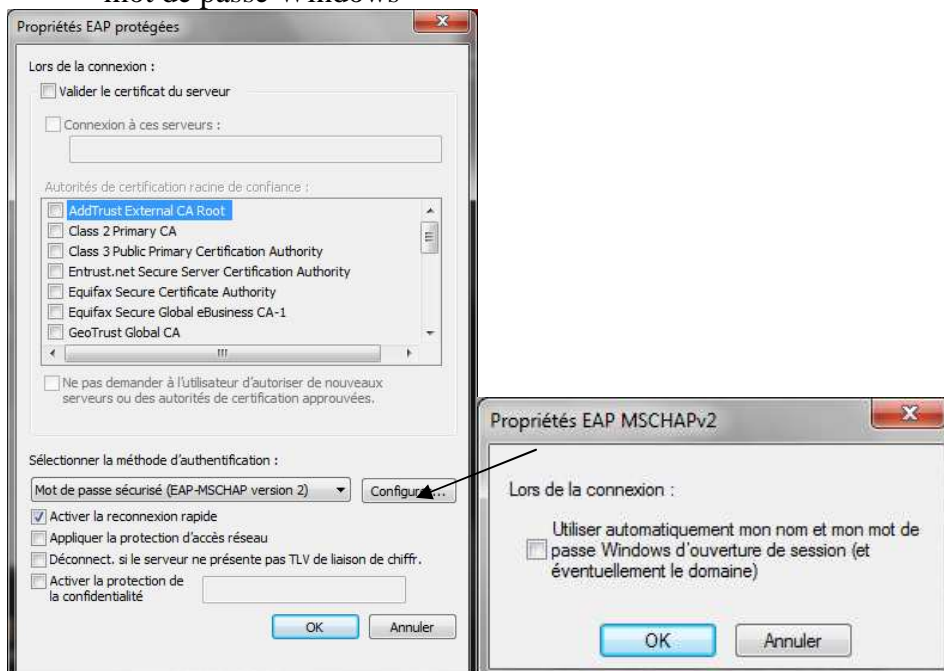 mot de passe Windows
Propriétés EAP protégées
Lors de la connexion :
Valider le certificat du serveur
Connexion à ces serveurs :
Autorités de certification racine de confiance :
AddTrust External CA Root
Class 2 Primary CA
Class 3 Public Primary Certification Authority
Entrust.net Secure Server Certification Authority
Equifax Secure Certificate Authority
Equifax Secure Global eBusiness CA-1
GeoTrust Global CA
Ne pas demander à l'utilisateur d'autoriser de nouveaux
serveurs ou des autorités de certification approuvées.
Sélectionner la méthode d'authentification :
Mot de passe sécurisé (EAP-MSCHAP version 2)
Activer la reconnexion rapide
Appliquer la protection d'accès réseau
Déconnect. si le serveur ne présente pas TLV de liaison de chiffr.
Activer la protection de
la confidentialité
OK Annuler
Propriétés EAP MSCHAPv2
Lors de la connexion :
Utiliser automatiquement mon nom et mon mot de
passe Windows d'ouverture de session (et
éventuellement le domaine)
OK Annuler